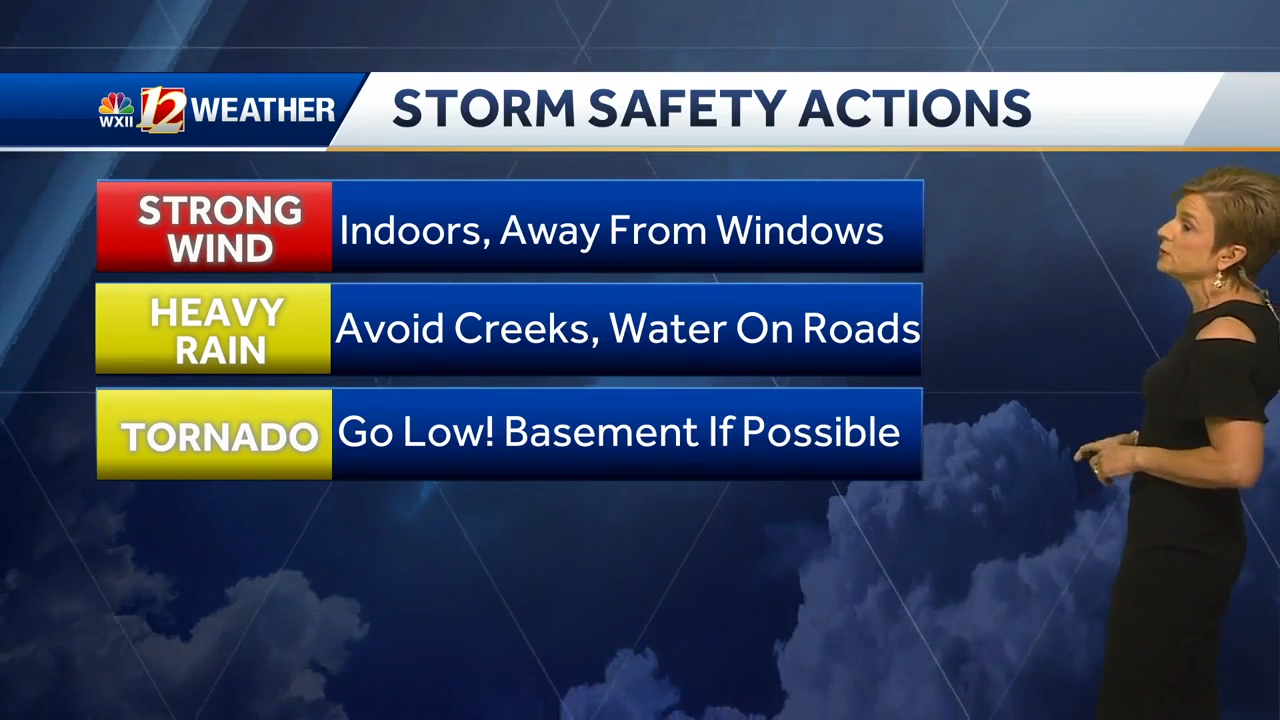 WXII 12 WEATHER
STORM SAFETY ACTIONS
STRONG
WIND
Indoors, Away From Windows
HEAVY
RAIN
Avoid Creeks, Water On Roads
TORNADO
Go Low! Basement If Possible